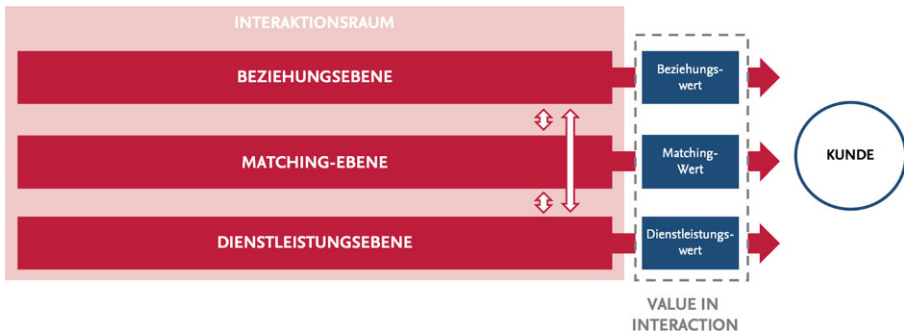 INTERAKTIONSRAUM
BEZIEHUNGSEBENE
Beziehungs-
wert
MATCHING-EBENE
Matching-
Wert
KUNDE
DIENSTLEISTUNGSEBENE
Dienstleistungs-
wert
VALUE IN
INTERACTION